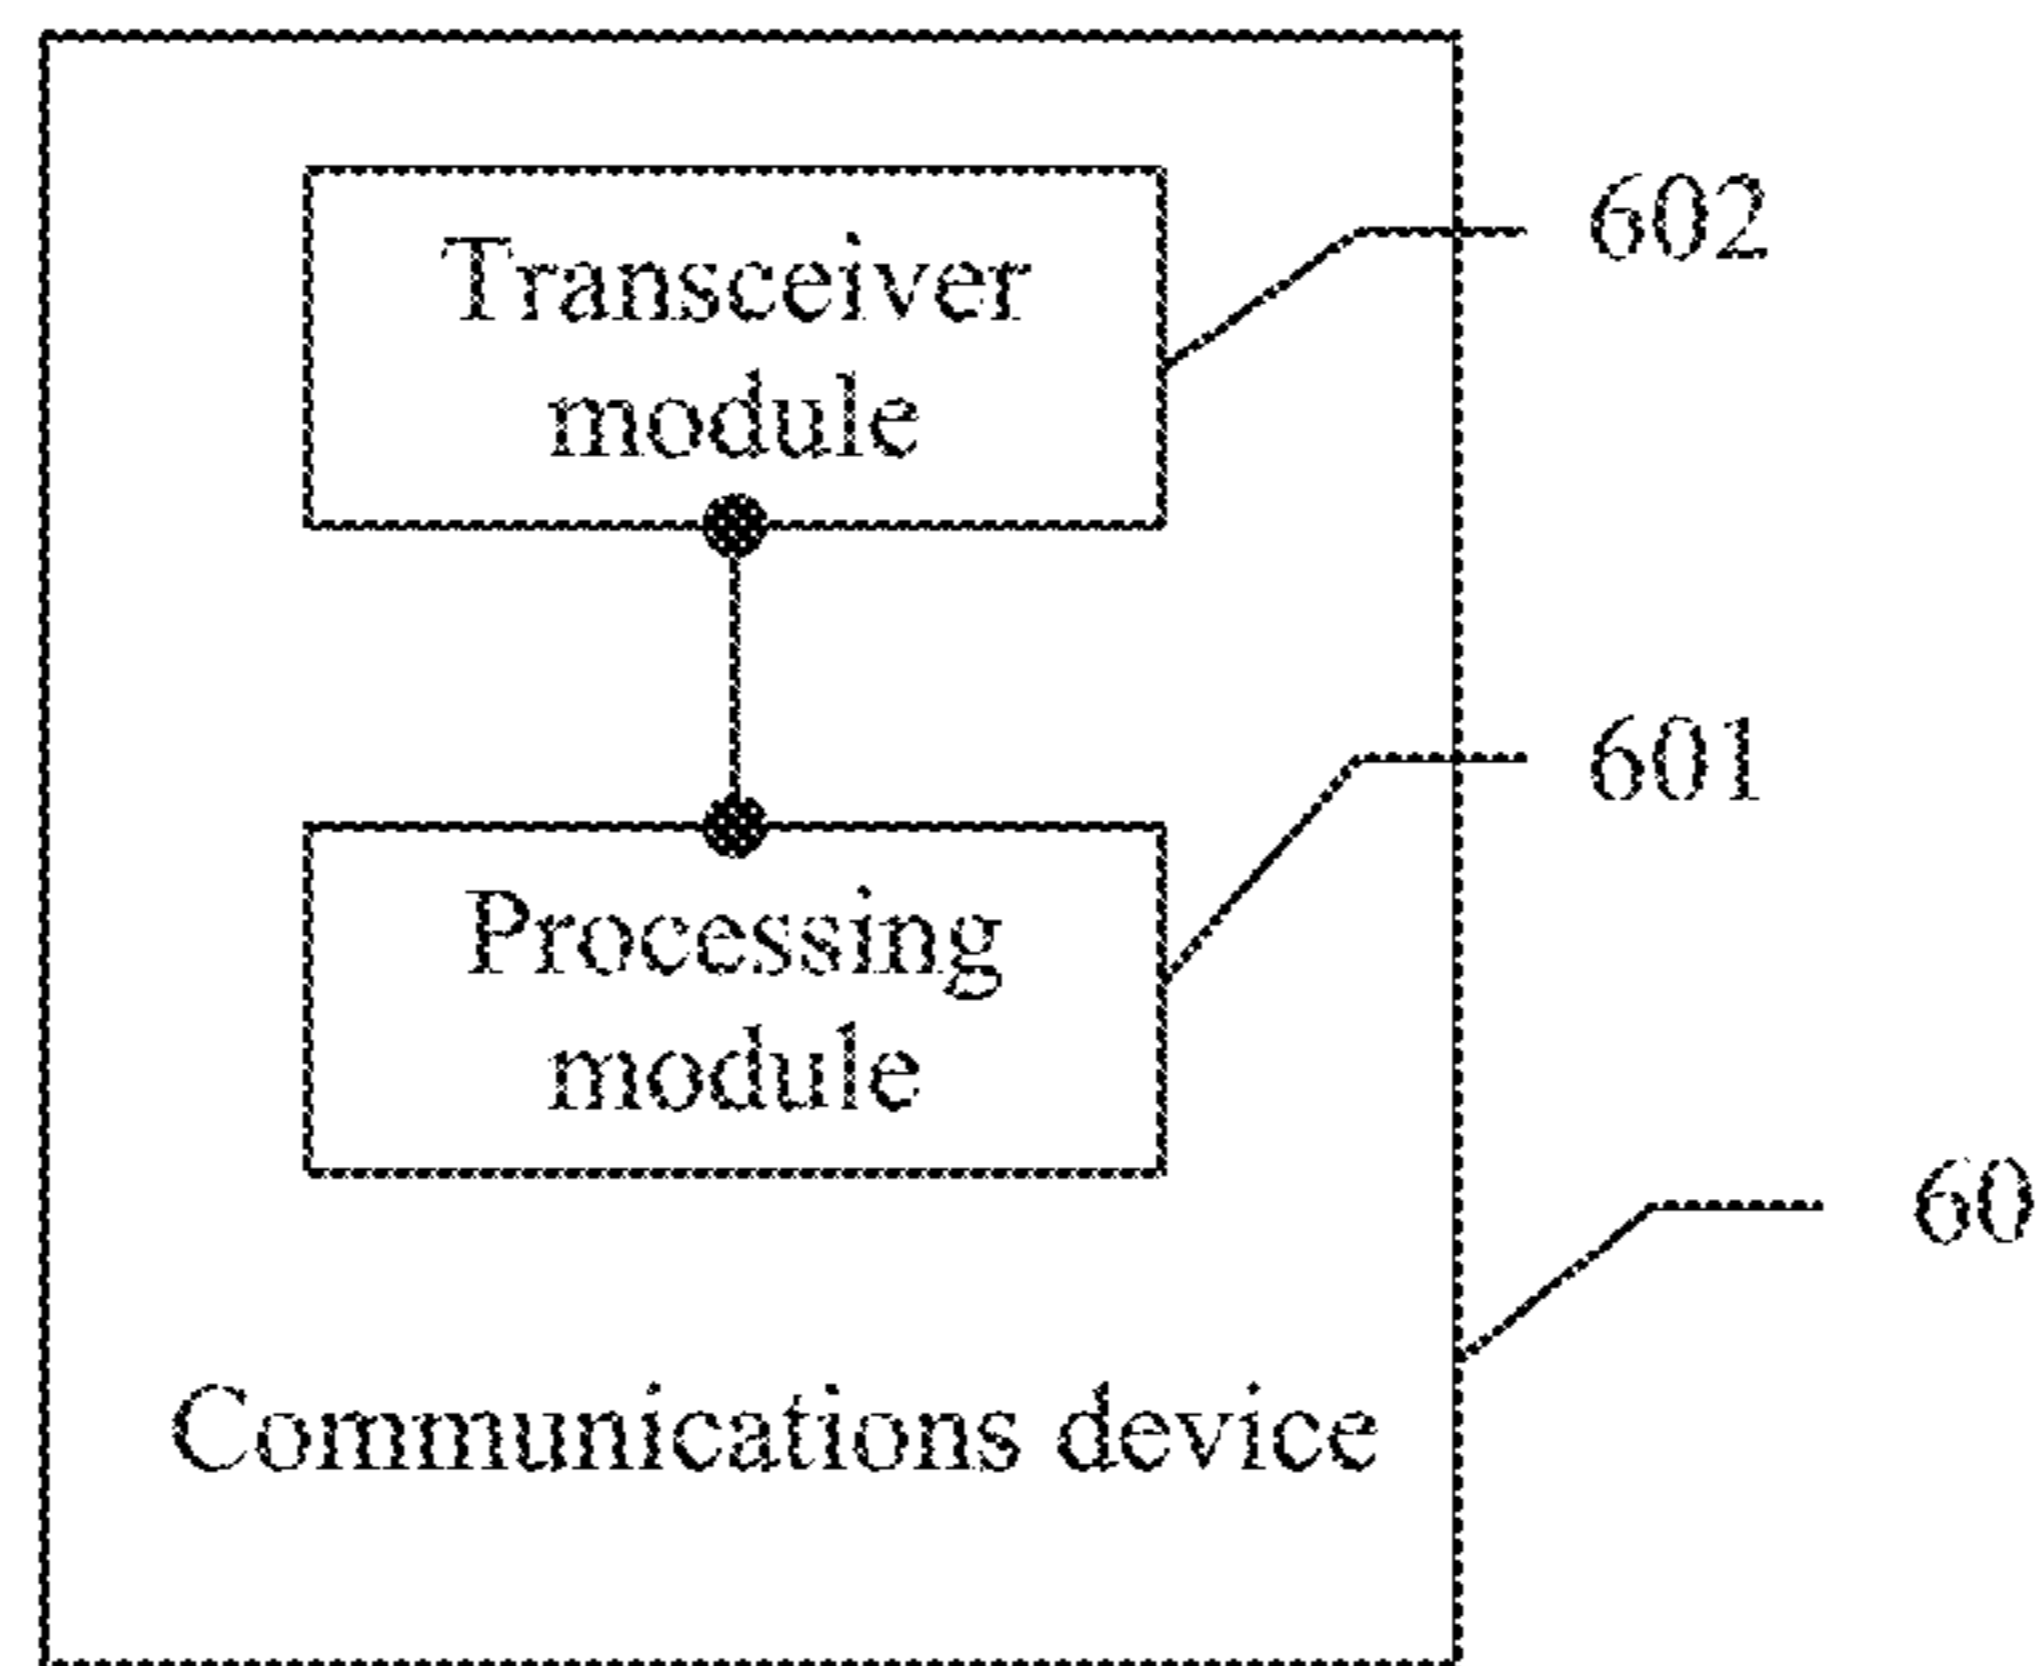 Transceiver
module
602
601
Processing
module
60
Communications device